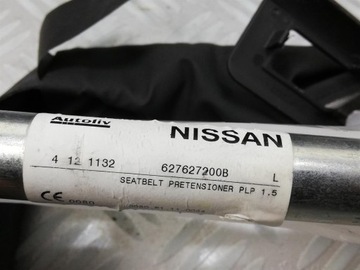 Autoliv
NISSAN
4 12 1132 627627200B L
SEATBELT PRETENSIONER PLP 1.5
CE